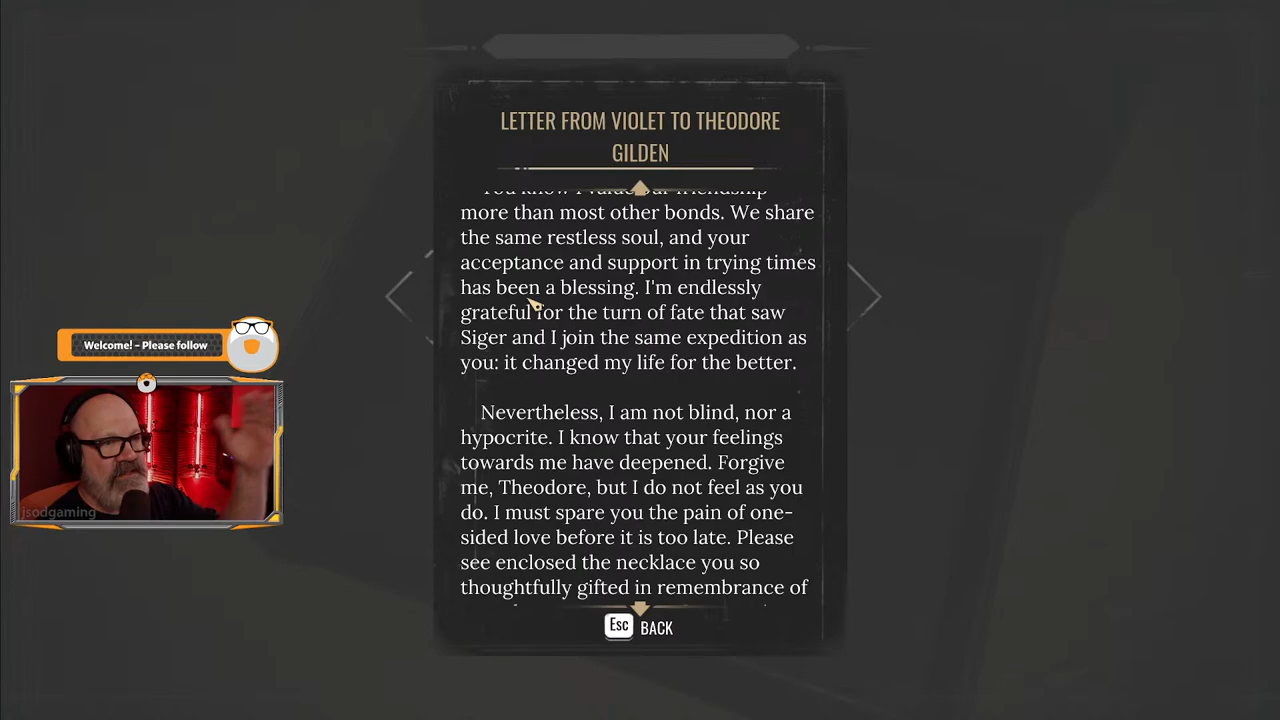 LETTER FROM VIOLET TO THEODORE
GILDEN
You know I value our friendship
more than most other bonds. We share
the same restless soul, and your
acceptance and support in trying times
has been a blessing. I'm endlessly
grateful for the turn of fate that saw
Siger and I join the same expedition as
you: it changed my life for the better.
Nevertheless, I am not blind, nor a
hypocrite. I know that your feelings
towards me have deepened. Forgive
me, Theodore, but I do not feel as you
do. I must spare you the pain of one-
sided love before it is too late. Please
see enclosed the necklace you so
thoughtfully gifted in remembrance of
Esc BACK
Welcome! - Please follow
jsodgaming